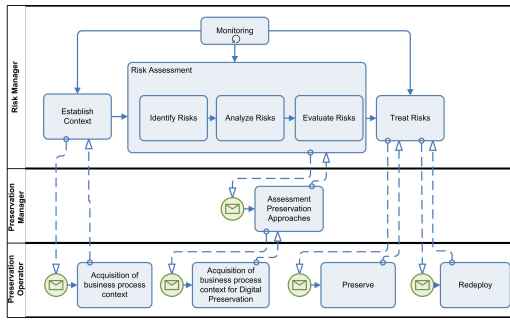 Risk Manager
Monitoring
Risk Assessment
Establish
Context
Identify Risks
Analyze Risks
Evaluate Risks
Treat Risks
Preservation
Manager
Assessment
Preservation
Approaches
Preservation
Operator
Acquisition of
business process
context
Acquisition of
business process
context for Digital
Preservation
Preserve
Redeploy